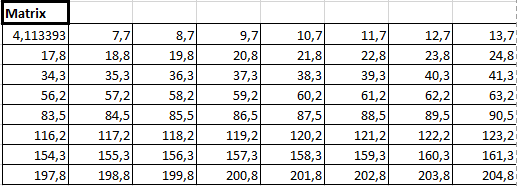 Matrix
4,113393 7,7 8,7 9,7 10,7 11,7 12,7 13,7
17,8 18,8 19,8 20,8 21,8 22,8 23,8 24,8
34,3 35,3 36,3 37,3 38,3 39,3 40,3 41,3
56,2 57,2 58,2 59,2 60,2 61,2 62,2 63,2
83,5 84,5 85,5 86,5 87,5 88,5 89,5 90,5
116,2 117,2 118,2 119,2 120,2 121,2 122,2 123,2
154,3 155,3 156,3 157,3 158,3 159,3 160,3 161,3
197,8 198,8 199,8 200,8 201,8 202,8 203,8 204,8